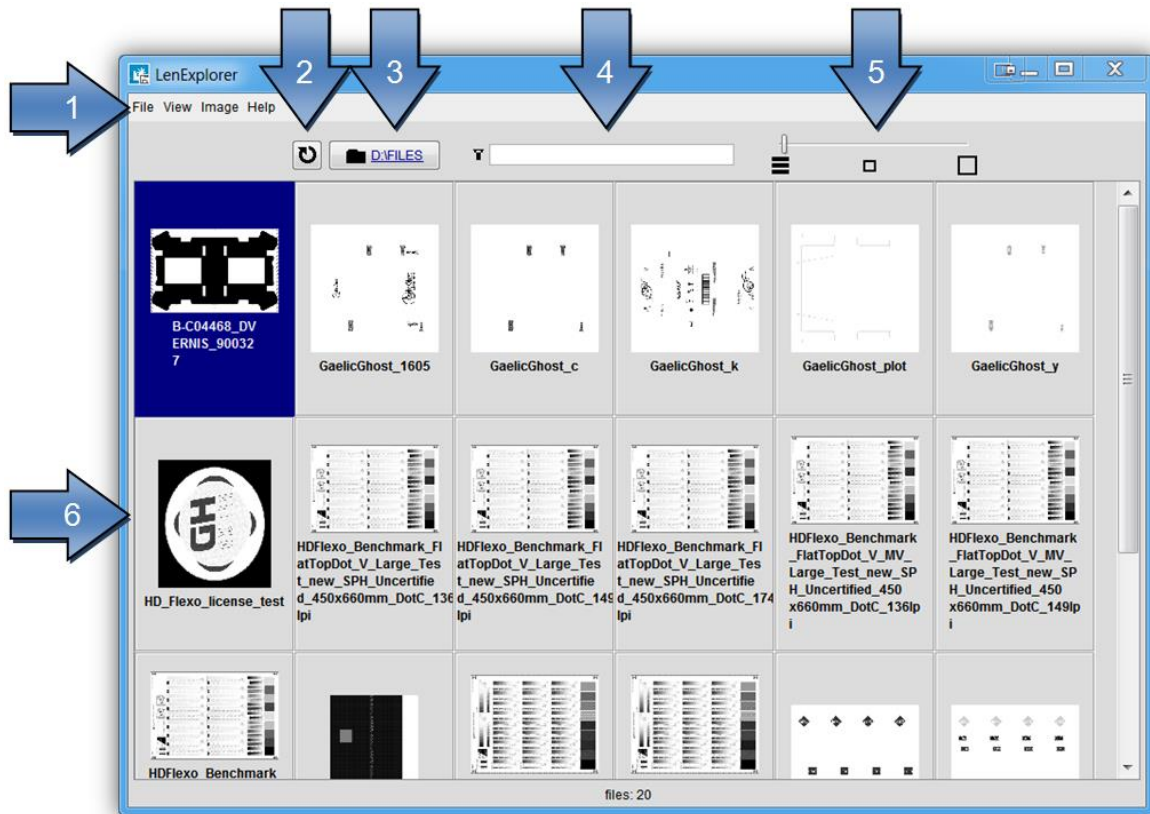 2 3 4 5
LenExplorer
1
File View Image Help
D:\FILES
B-C04468_DV
ERNIS_90032
7
GaelicGhost_1605
GaelicGhost_c
GaelicGhost_k
GaelicGhost_plot
GaelicGhost_y
6
HD
HD_Flexo_license_test
HDFlexo_Benchmark_Fl
atTopDot_V_Large_Tes
t_new_SPH_Uncertifie
d_450x660mm_DotC_136
lpi
HDFlexo_Benchmark_Fl
atTopDot_V_Large_Tes
t_new_SPH_Uncertifie
d_450x660mm_DotC_149
lpi
HDFlexo_Benchmark_Fl
atTopDot_V_Large_Tes
t_new_SPH_Uncertifie
d_450x660mm_DotC_174
lpi
HDFlexo_Benchmark
_FlatTopDot_V_MV_
Large_Test_new_SP
H_Uncertified_450
x660mm_DotC_136lp
i
HDFlexo_Benchmark
_FlatTopDot_V_MV_
Large_Test_new_SP
H_Uncertified_450
x660mm_DotC_149lp
i
HDFlexo_Benchmark
files: 20